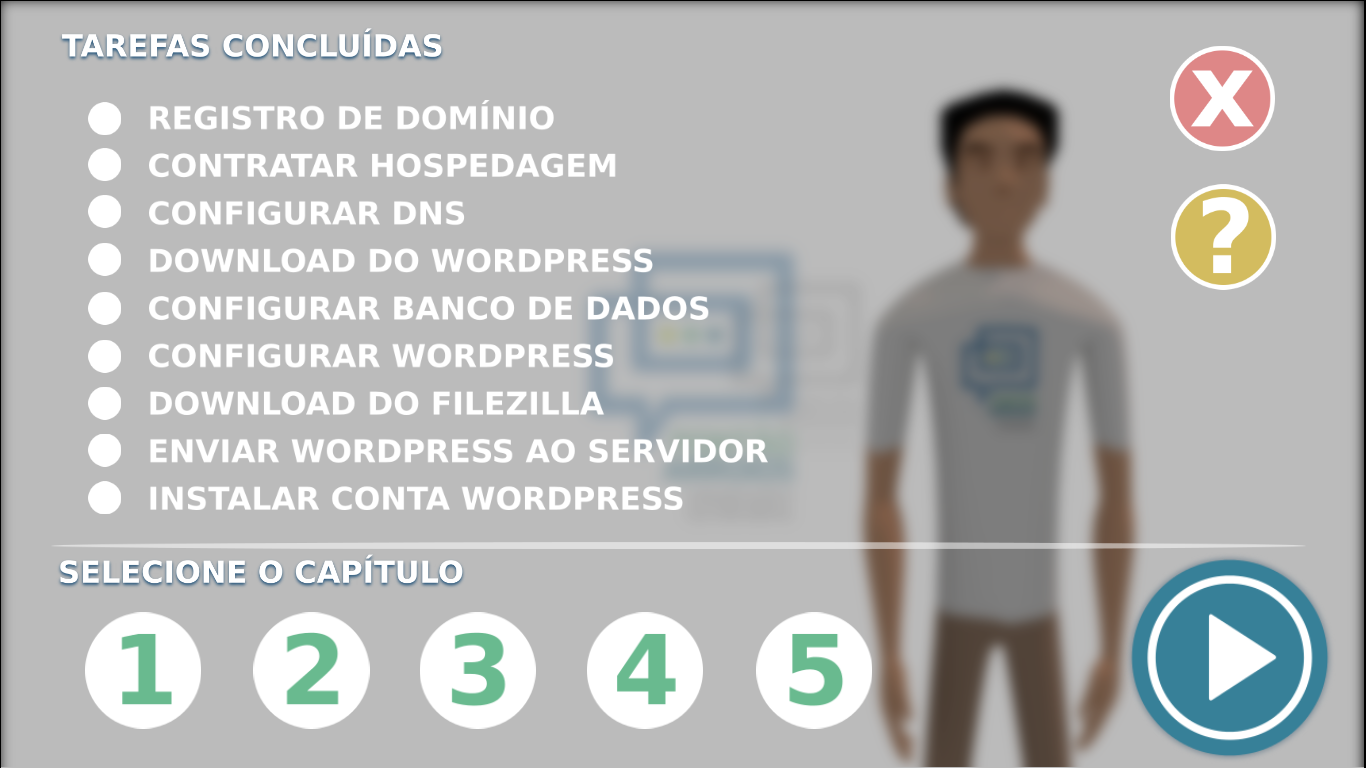 TAREFAS CONCLUÍDAS
REGISTRO DE DOMÍNIO
CONTRATAR HOSPEDAGEM
CONFIGURAR DNS
DOWNLOAD DO WORDPRESS
CONFIGURAR BANCO DE DADOS
CONFIGURAR WORDPRESS
DOWNLOAD DO FILEZILLA
ENVIAR WORDPRESS AO SERVIDOR
INSTALAR CONTA WORDPRESS
X
?
SELECIONE O CAPÍTULO
1 2 3 4 5